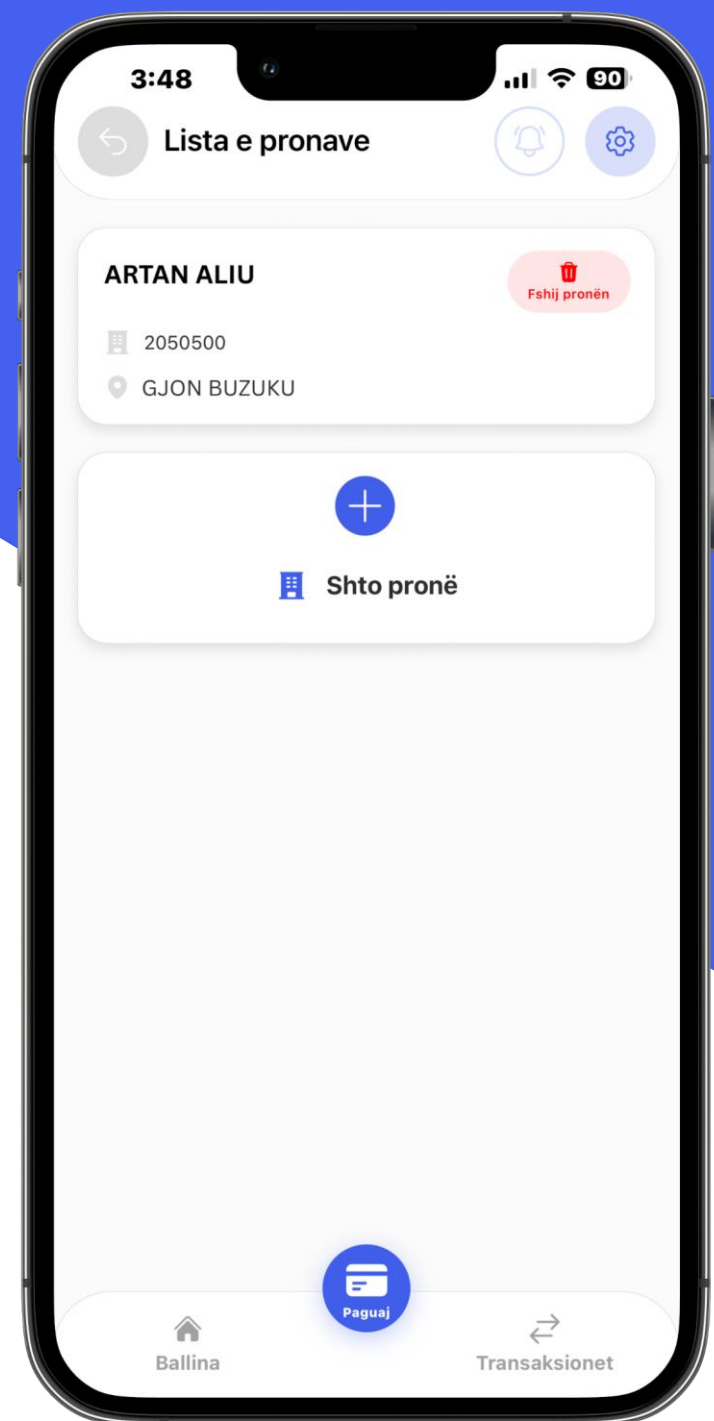 3:48
90
Lista e pronave
ARTAN ALIU
Fshij pronën
2050500
GJON BUZUKU
Shto pronë
Paguaj
Ballina
Transaksionet